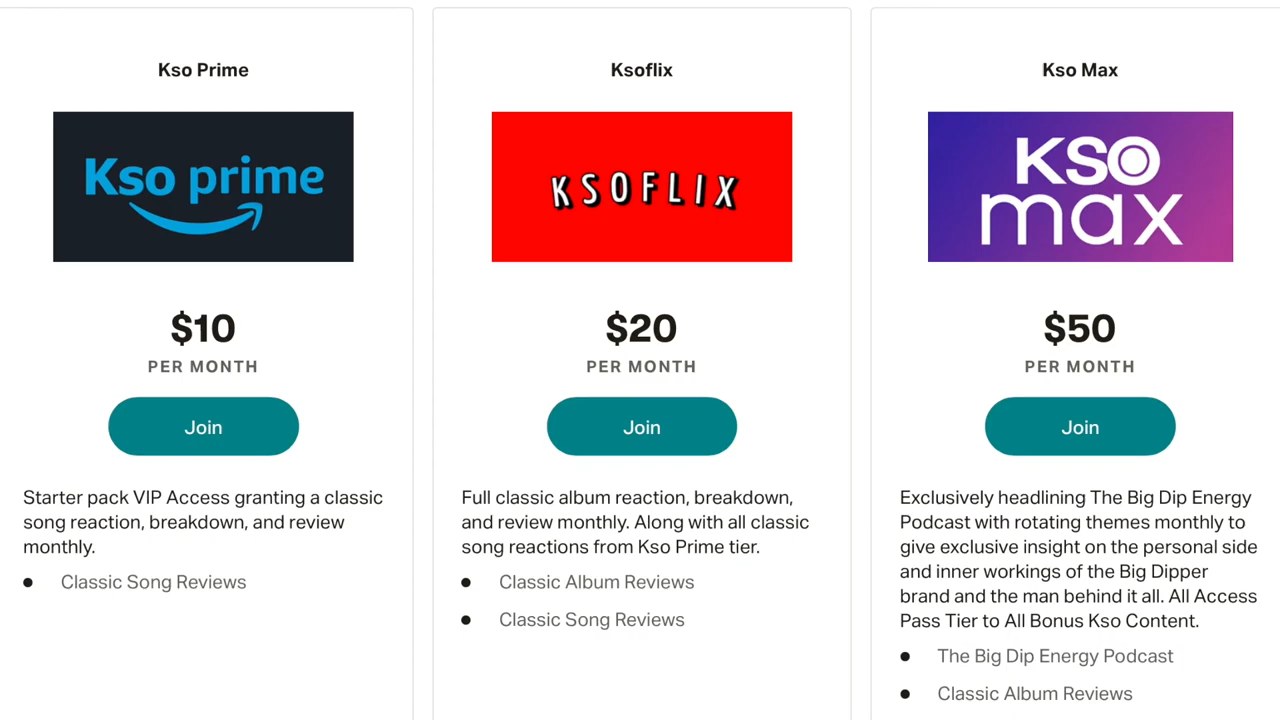 Kso Prime
Kso prime
$10
PER MONTH
Join
Starter pack VIP Access granting a classic
song reaction, breakdown, and review
monthly.
Classic Song Reviews
Ksoflix
KSOFLIX
$20
PER MONTH
Join
Full classic album reaction, breakdown,
and review monthly. Along with all classic
song reactions from Kso Prime tier.
Classic Album Reviews
Classic Song Reviews
Kso Max
KSO
max
$50
PER MONTH
Join
Exclusively headlining The Big Dip Energy
Podcast with rotating themes monthly to
give exclusive insight on the personal side
and inner workings of the Big Dipper
brand and the man behind it all. All Access
Pass Tier to All Bonus Kso Content.
The Big Dip Energy Podcast
Classic Album Reviews